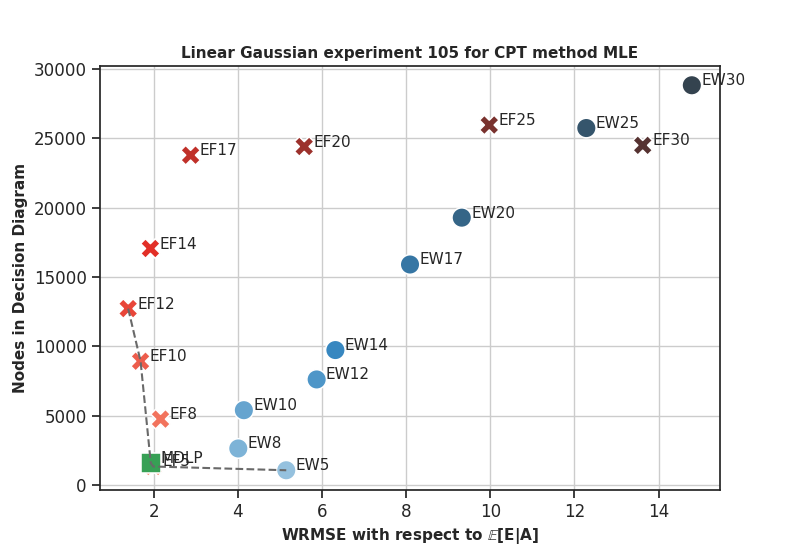 Linear Gaussian experiment 105 for CPT method MLE
Nodes in Decision Diagram
30000
25000
20000
15000
10000
5000
0
EW30
EF25
EW25
EF20
EF30
EF17
EW20
EF14
EW17
EF12
EW14
EF10
EW12
EW10
EF8
EW8
MDLP
EF5
EW5
2 4 6 8 10 12 14
WRMSE with respect to 𝔼[E|A]